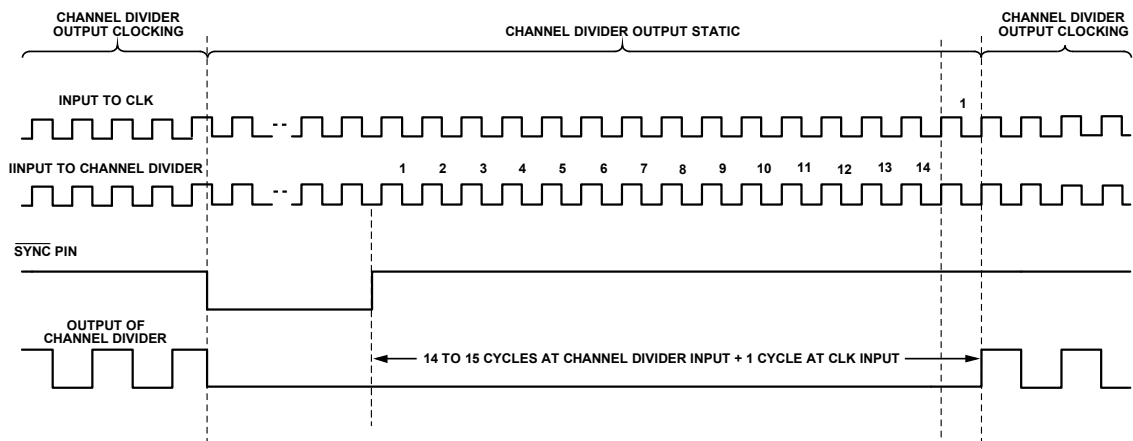 CHANNEL DIVIDER
OUTPUT CLOCKING
CHANNEL DIVIDER OUTPUT STATIC
CHANNEL DIVIDER
OUTPUT CLOCKING
INPUT TO CLK
1
IINPUT TO CHANNEL DIVIDER
1 2 3 4 5 6 7 8 9 10 11 12 13 14
SYNC PIN
OUTPUT OF
CHANNEL DIVIDER
14 TO 15 CYCLES AT CHANNEL DIVIDER INPUT + 1 CYCLE AT CLK INPUT